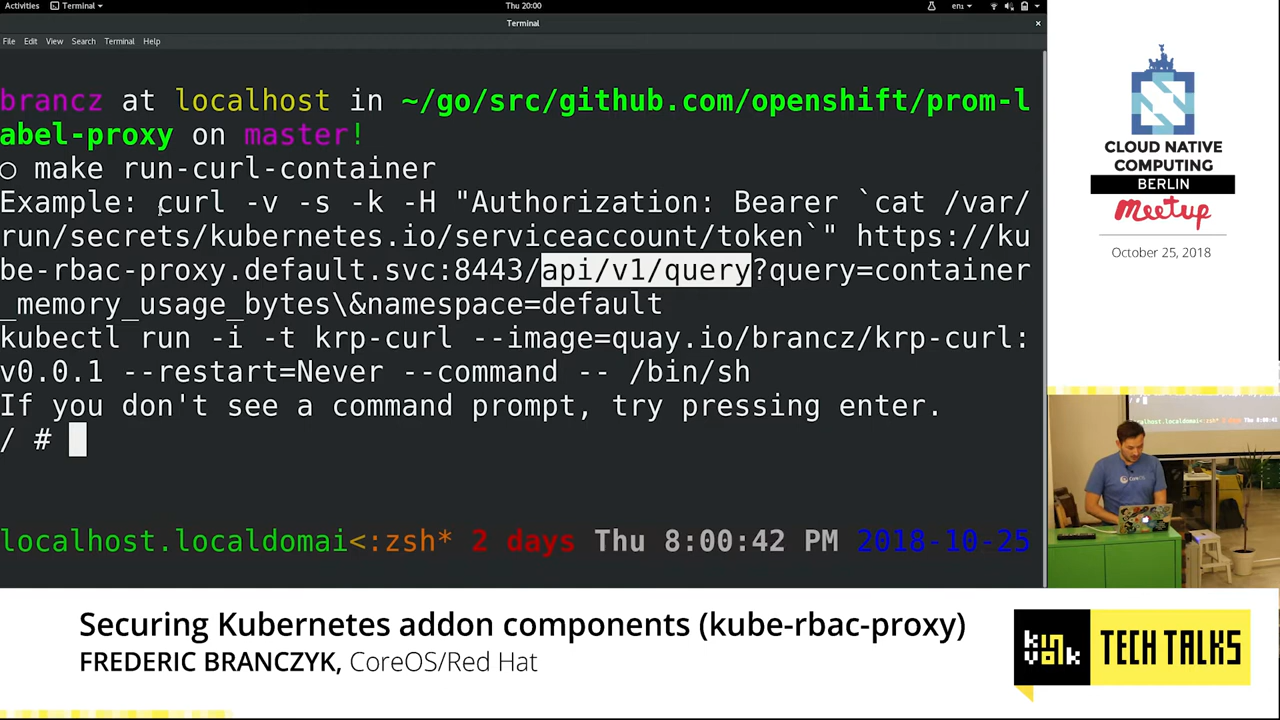 Activities
Terminal
Thu 20:00
en
Terminal
File Edit View Search Terminal Help
brancz at localhost in ~/go/src/github.com/openshift/prom-l
abel-proxy on master!
○ make run-curl-container
Example: curl -v -s -k -H "Authorization: Bearer `cat /var/
run/secrets/kubernetes.io/serviceaccount/token`" https://ku
be-rbac-proxy.default.svc:8443/api/v1/query?query=container
_memory_usage_bytes\&namespace=default
kubectl run -i -t krp-curl --image=quay.io/brancz/krp-curl:
v0.0.1 --restart=Never --command -- /bin/sh
If you don't see a command prompt, try pressing enter.
/ #
localhost.localdomai<:zsh* 2 days Thu 8:00:42 PM 2018-10-25
CLOUD NATIVE
COMPUTING
BERLIN
Meetup
October 25, 2018
Securing Kubernetes addon components (kube-rbac-proxy)
FREDERIC BRANCZYK, CoreOS/Red Hat
kinvolk
TECH TALKS